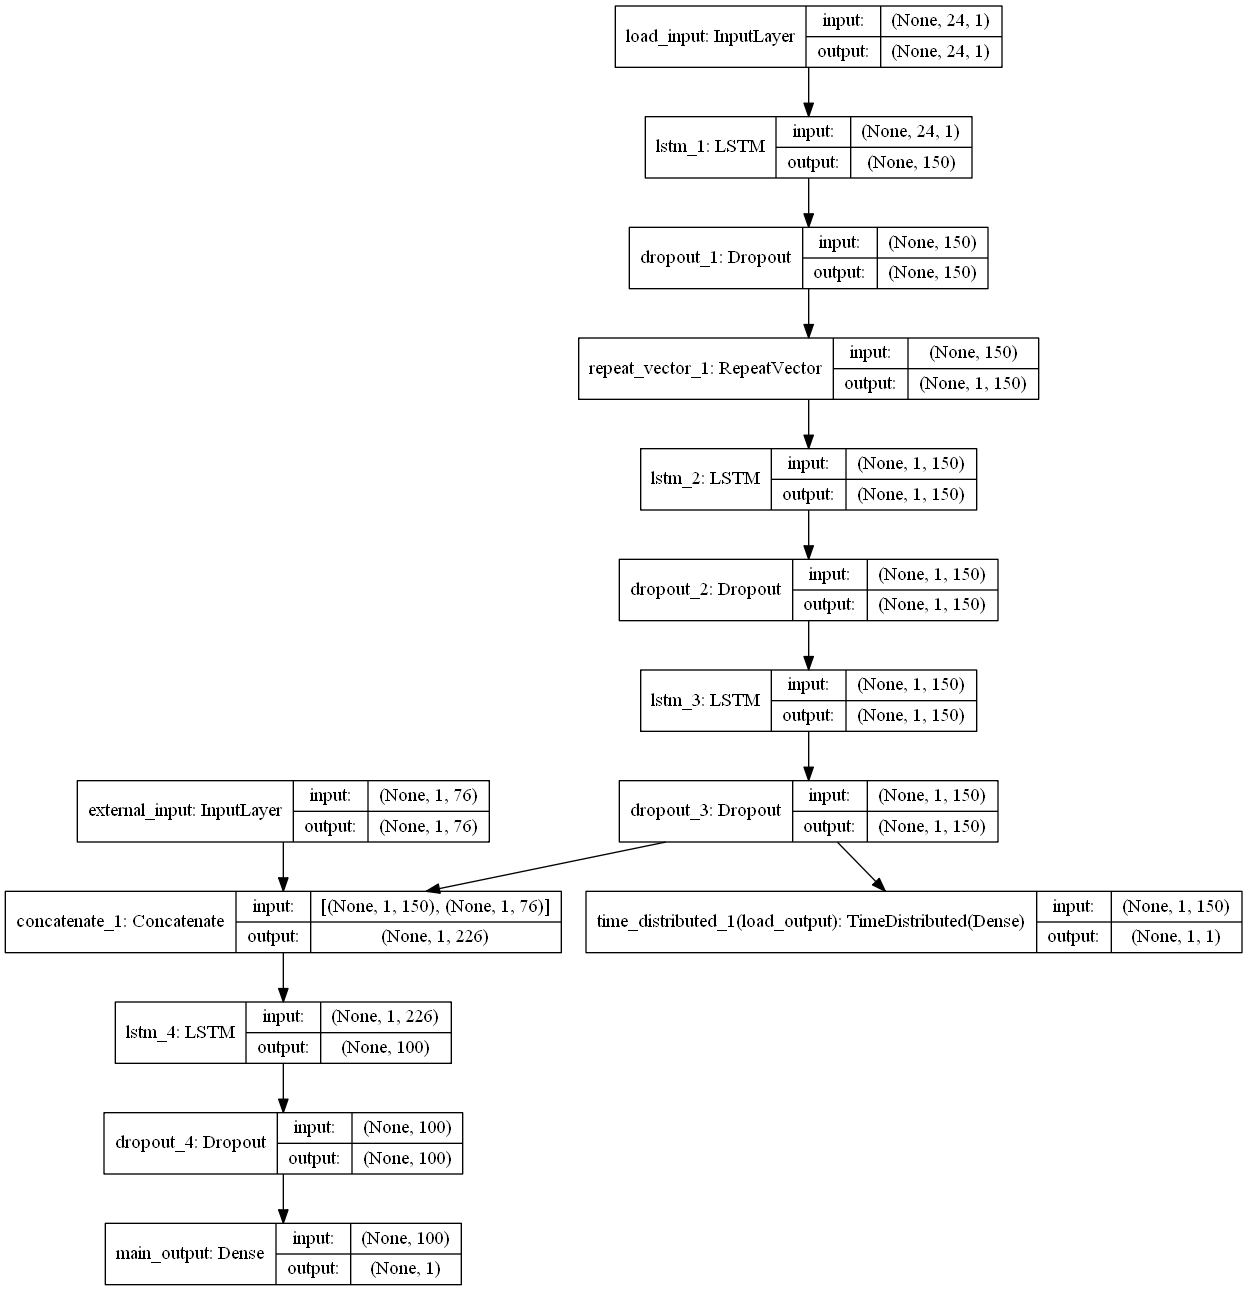 load_input: InputLayer
input: (None, 24, 1)
output: (None, 24, 1)
lstm_1: LSTM
input: (None, 24, 1)
output: (None, 150)
dropout_1: Dropout
input: (None, 150)
output: (None, 150)
repeat_vector_1: RepeatVector
input: (None, 150)
output: (None, 1, 150)
lstm_2: LSTM
input: (None, 1, 150)
output: (None, 1, 150)
dropout_2: Dropout
input: (None, 1, 150)
output: (None, 1, 150)
lstm_3: LSTM
input: (None, 1, 150)
output: (None, 1, 150)
external_input: InputLayer
input: (None, 1, 76)
output: (None, 1, 76)
dropout_3: Dropout
input: (None, 1, 150)
output: (None, 1, 150)
concatenate_1: Concatenate
input: [(None, 1, 150), (None, 1, 76)]
output: (None, 1, 226)
time_distributed_1(load_output): TimeDistributed(Dense)
input: (None, 1, 150)
output: (None, 1, 1)
lstm_4: LSTM
input: (None, 1, 226)
output: (None, 100)
dropout_4: Dropout
input: (None, 100)
output: (None, 100)
main_output: Dense
input: (None, 100)
output: (None, 1)